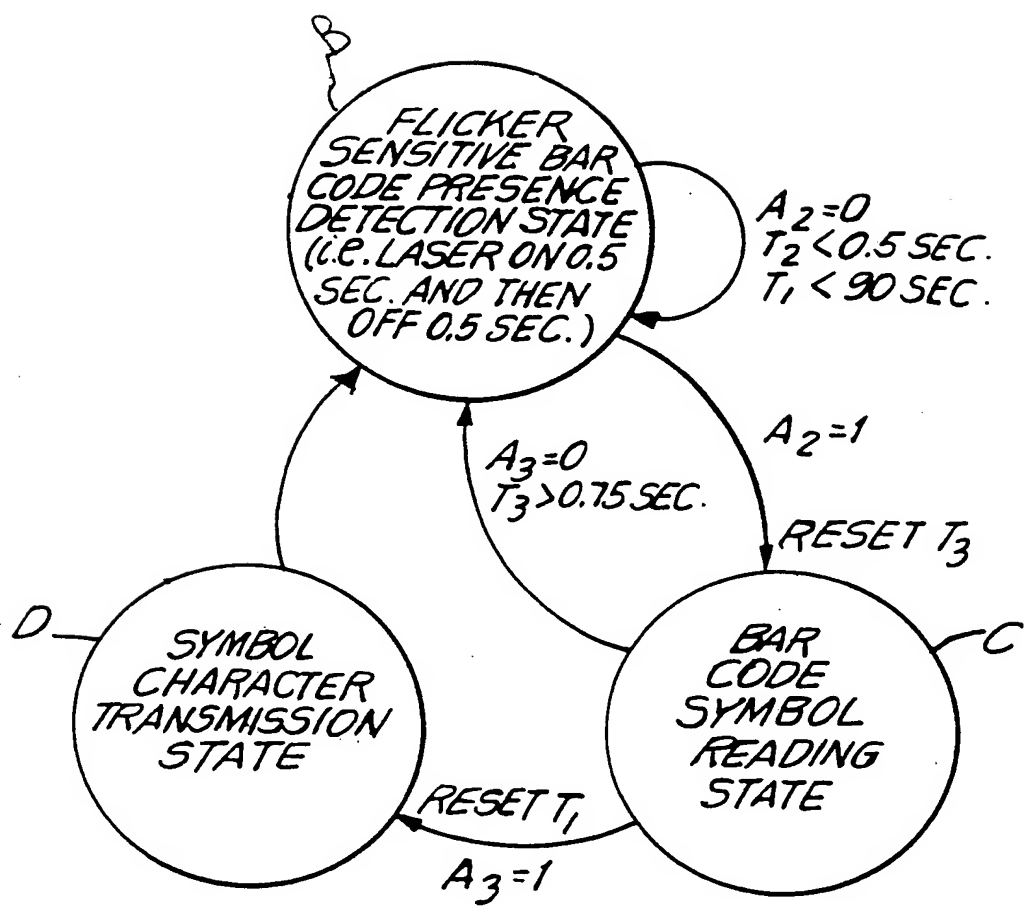 B
FLICKER
SENSITIVE BAR
CODE PRESENCE
DETECTION STATE
(i.e. LASER ON 0.5
SEC. AND THEN
OFF 0.5 SEC.)
A2=0
T2<0.5 SEC.
T1<90 SEC.
A2=1
RESET T3
A3=0
T3>0.75 SEC.
D
SYMBOL
CHARACTER
TRANSMISSION
STATE
C
BAR
CODE
SYMBOL
READING
STATE
RESET T1
A3=1